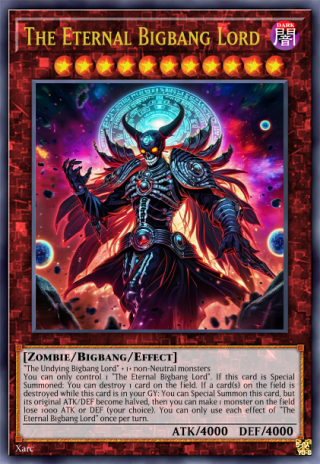 The Eternal Bigbang Lord
DARK
闇
[Zombie/Bigbang/Effect]
"The Undying Bigbang Lord" + 1+ non-Neutral monsters
You can only control 1 "The Eternal Bigbang Lord". If this card is Special
Summoned: You can destroy 1 card on the field. If a card(s) on the field is
destroyed while this card is in your GY: You can Special Summon this card, but
its original ATK/DEF become halved, then you can make 1 monster on the field
lose 1000 ATK or DEF (your choice). You can only use each effect of "The
Eternal Bigbang Lord" once per turn.
ATK/4000 DEF/4000
Xarc